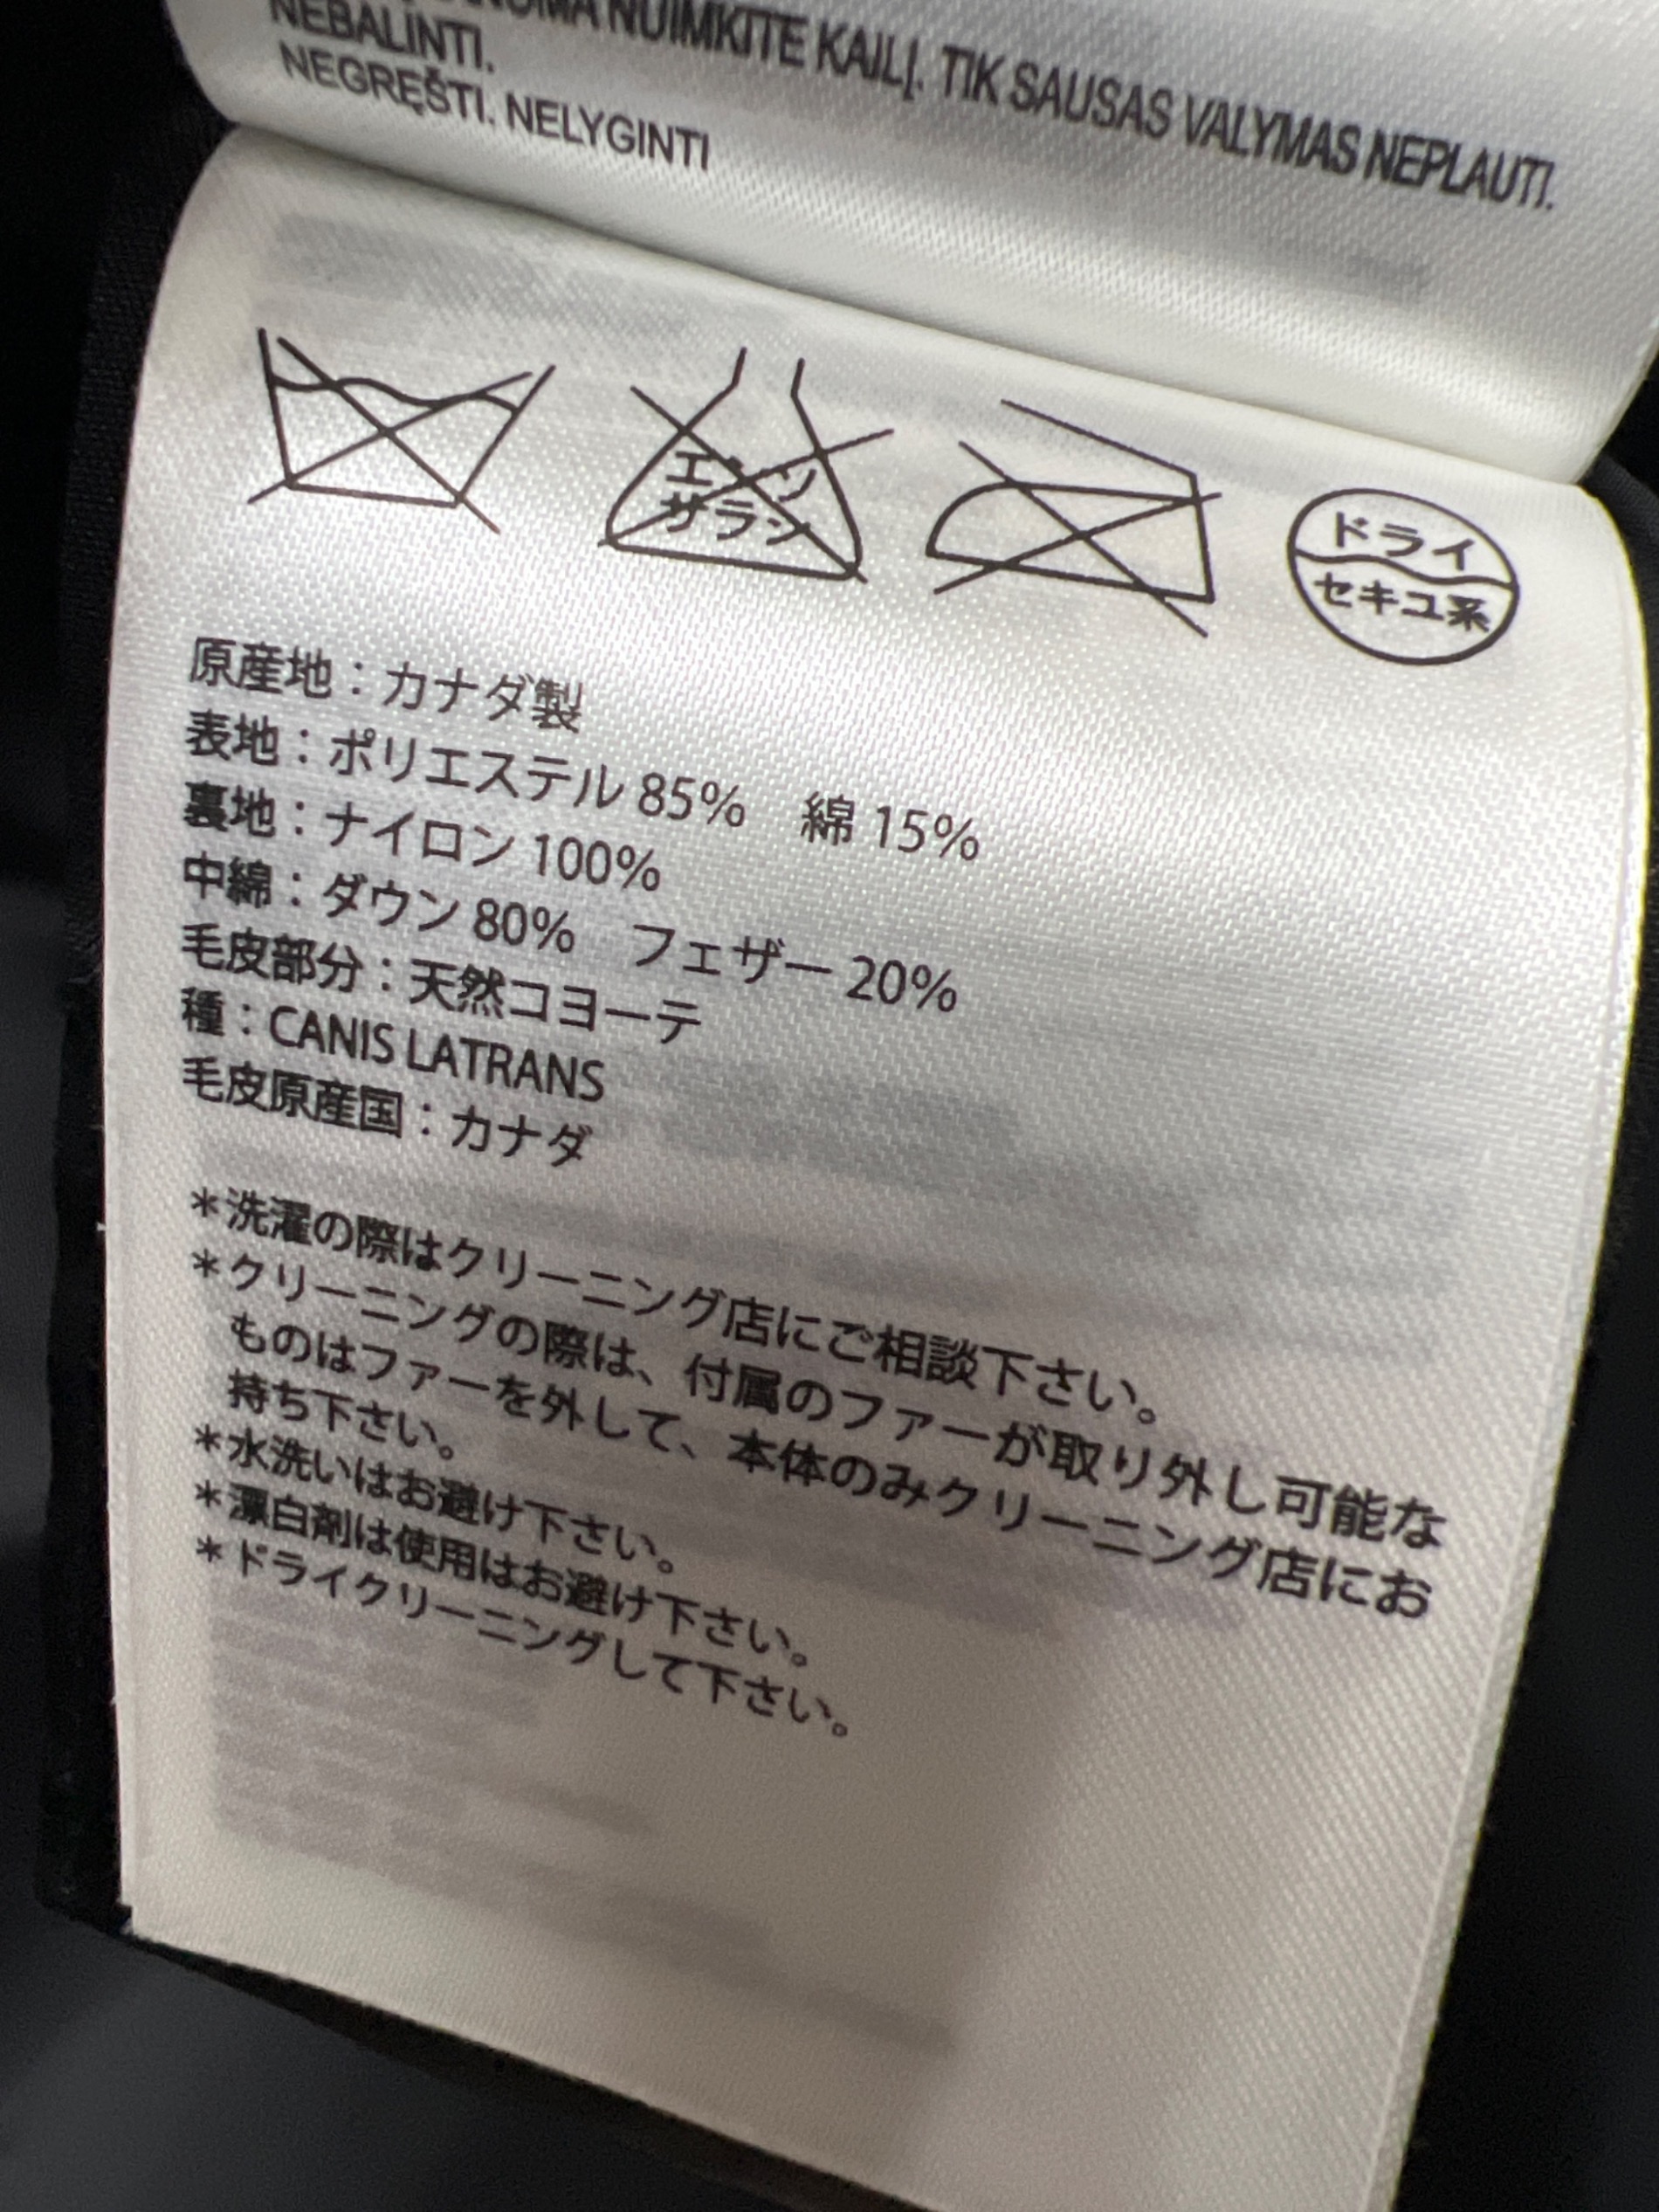 NUIMKITE KAILĮ. TIK SAUSAS VALYMAS NEPLAUTI.
NEBALINTI.
NEGRĘŠTI. NELYGINTI
エンソ
サラシ
ドライ
セキユ系
原産地：カナダ製
表地：ポリエステル 85%　綿 15%
裏地：ナイロン 100%
中綿：ダウン 80%　フェザー 20%
毛皮部分：天然コヨーテ
種：CANIS LATRANS
毛皮原産国：カナダ
＊洗濯の際はクリーニング店にご相談下さい。
＊クリーニングの際は、付属のファーが取り外し可能な
ものはファーを外して、本体のみクリーニング店にお
持ち下さい。
＊水洗いはお避け下さい。
＊漂白剤は使用はお避け下さい。
＊ドライクリーニングして下さい。